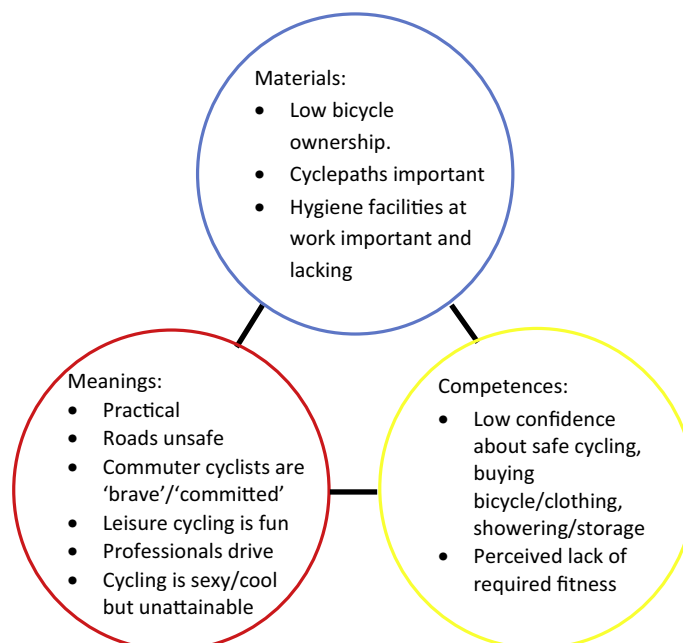 Materials:
• Low bicycle
ownership.
• Cyclepaths important
• Hygiene facilities at
work important and
lacking
Meanings:
• Practical
• Roads unsafe
• Commuter cyclists are
‘brave’/‘committed’
• Leisure cycling is fun
• Professionals drive
• Cycling is sexy/cool
but unattainable
Competences:
• Low confidence
about safe cycling,
buying
bicycle/clothing,
showering/storage
• Perceived lack of
required fitness